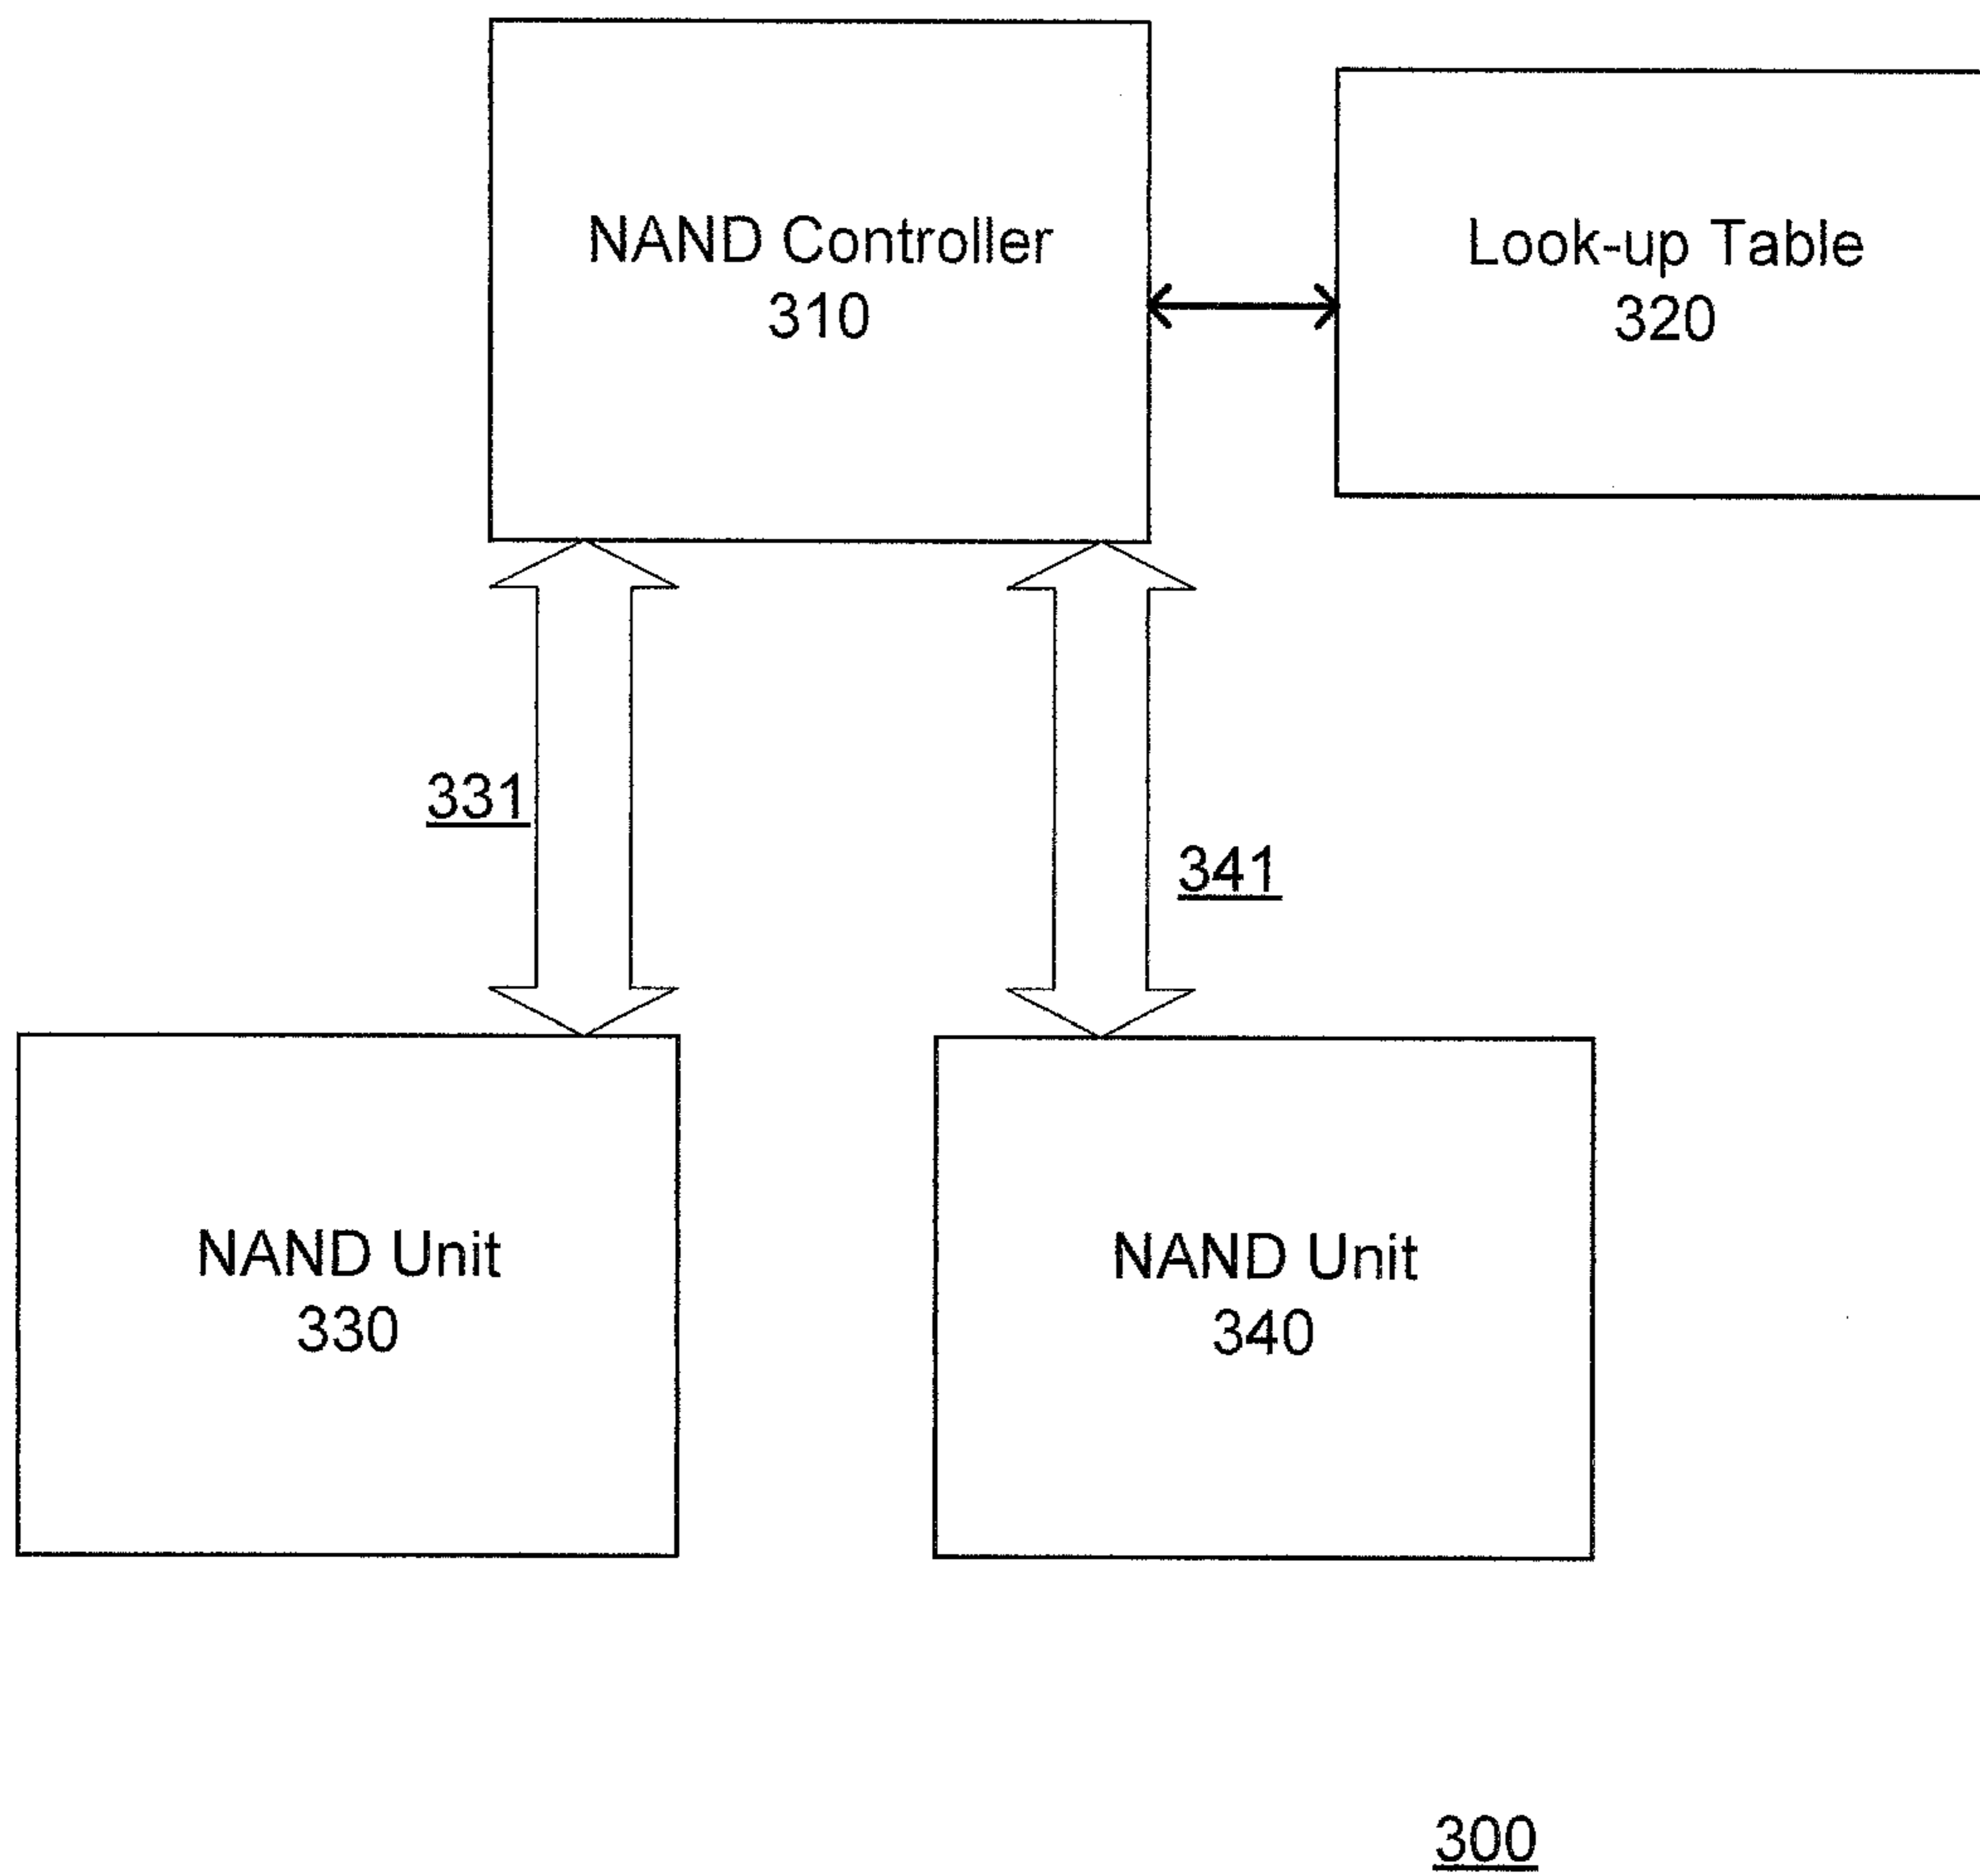 NAND Controller
310
Look-up Table
320
331
341
NAND Unit
330
NAND Unit
340
300